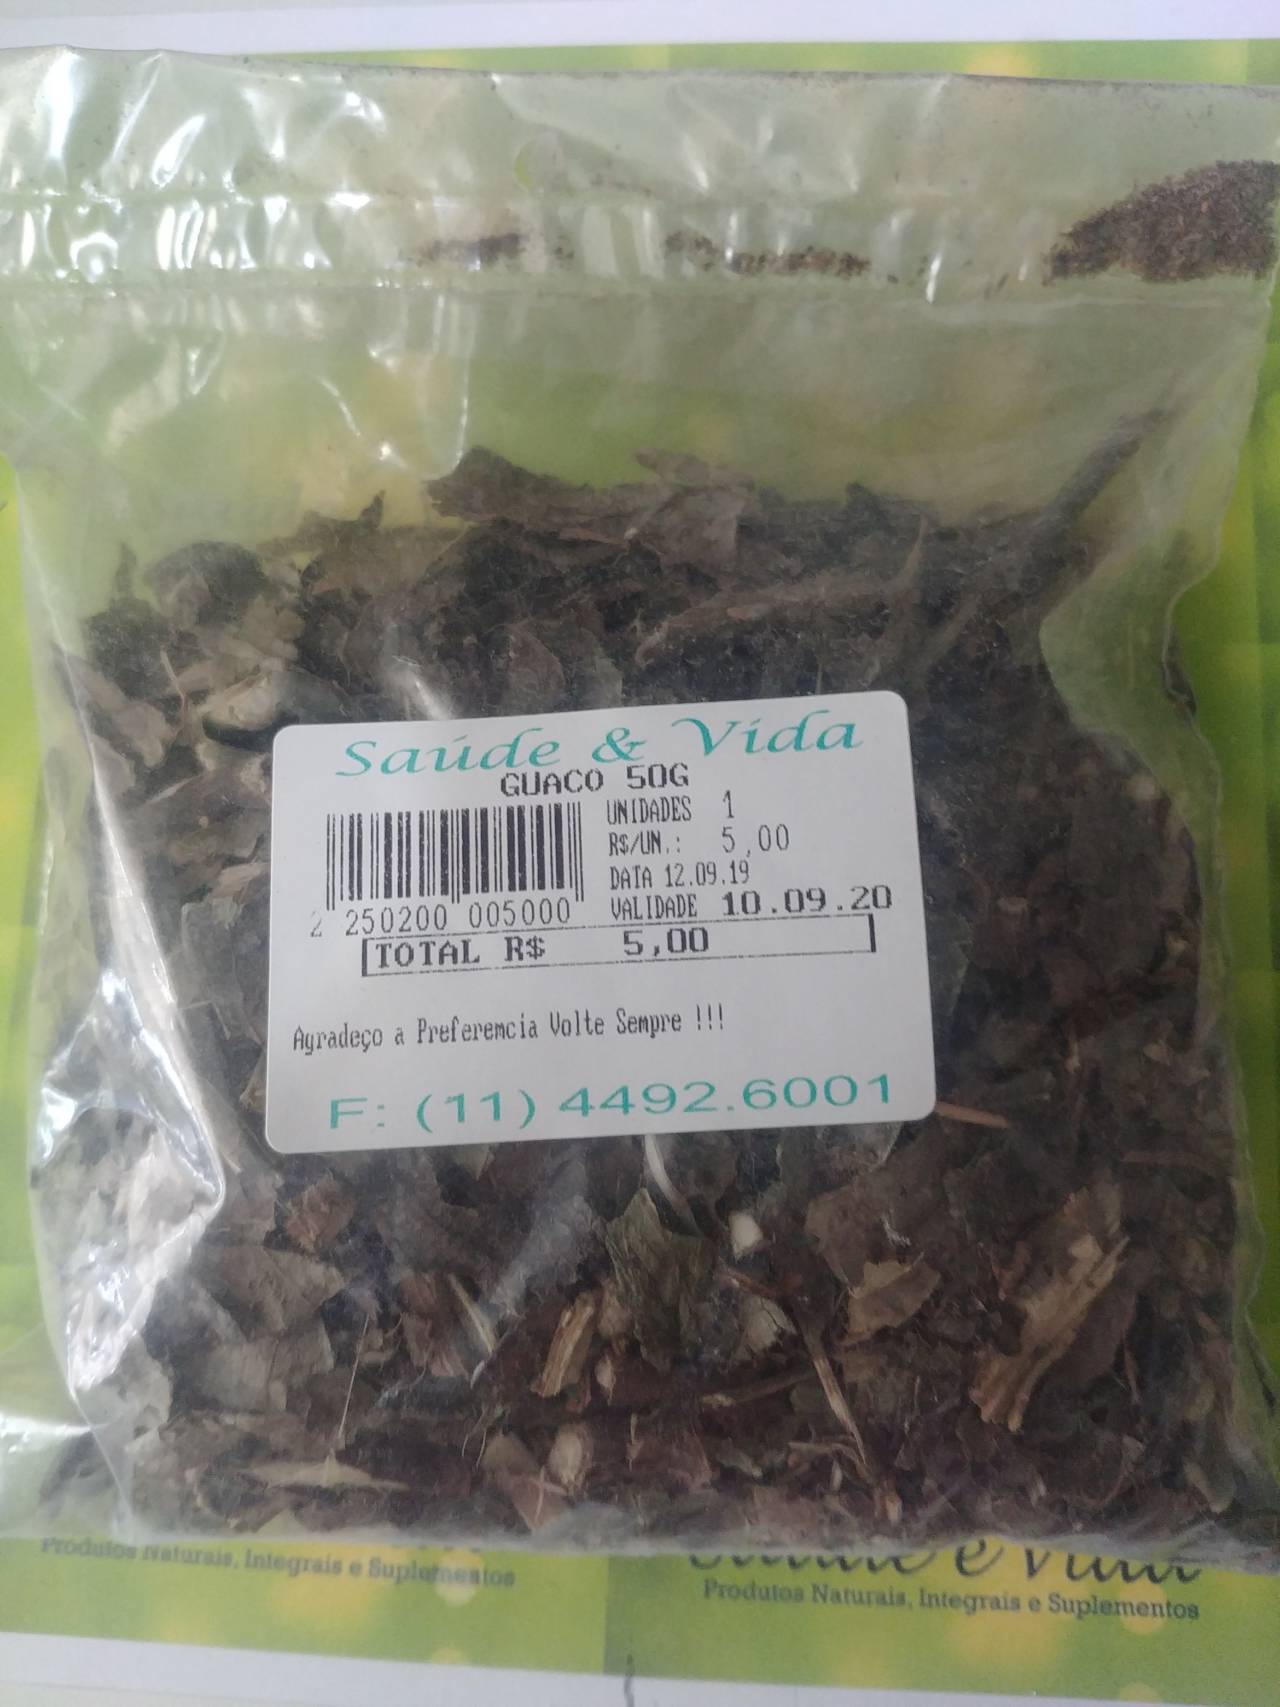 Saúde & Vida
GUACO 50G
UNIDADES 1
R$/UN.: 5,00
DATA 12.09.19
VALIDADE 10.09.20
2 250200 005000
TOTAL R$ 5,00
Agradeço a Preferemcia Volte Sempre !!!
F: (11) 4492.6001
Produtos Naturais, Integrais e Suplementos
Saúde e Vida
Produtos Naturais, Integrais e Suplementos